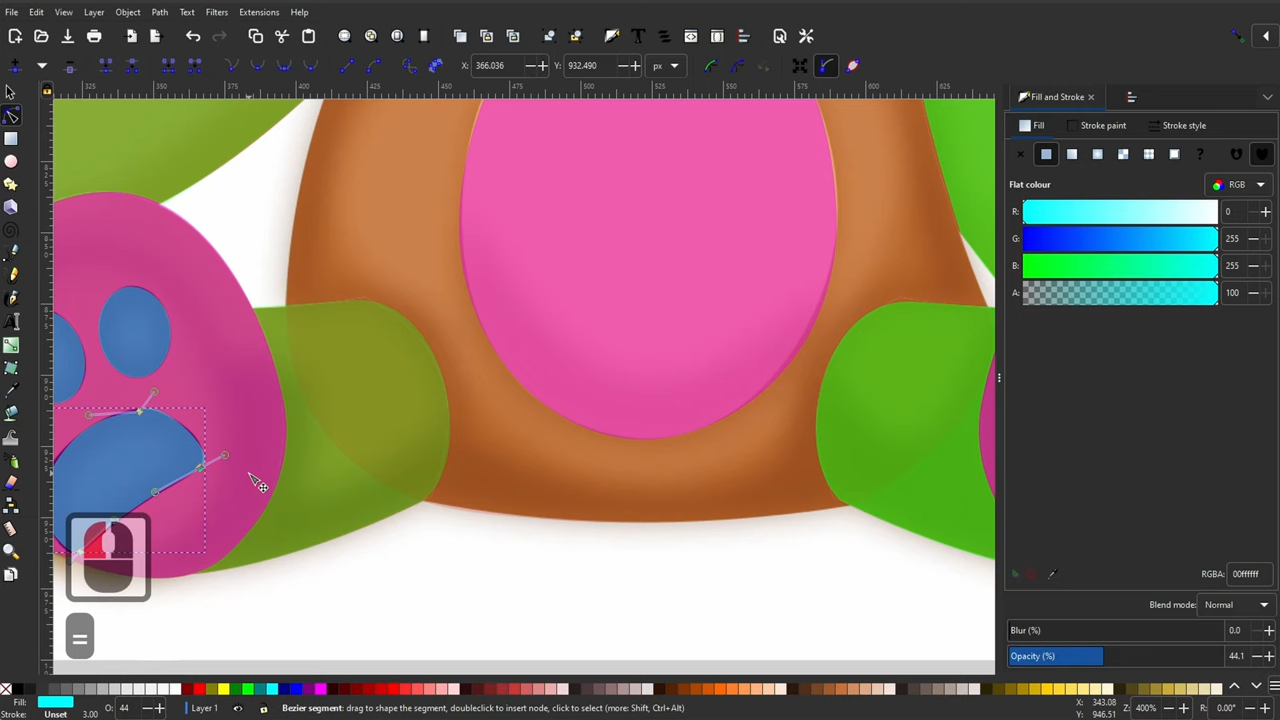 File Edit View Layer Object Path Text Filters Extensions Help
X: 366.036 Y: 932.490 px
Fill and Stroke
Fill Stroke paint Stroke style
Flat colour RGB
R: 0
G: 255
B: 255
A: 100
RGBA: 00ffffff
Blend mode: Normal
Blur (%) 0.0
Opacity (%) 44.1
=
Fill: Unset O: 44 Layer 1 Bezier segment: drag to shape the segment, doubleclick to insert node, click to select (more: Shift, Ctrl+Alt) X: 343.08 Z: 400% R: 0.00°
3.00 Y: 946.51